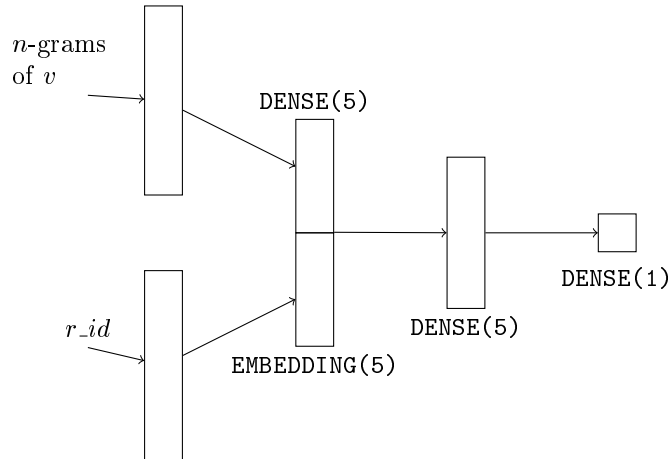 n-grams
of v
DENSE(5)
r_id
EMBEDDING(5)
DENSE(5)
DENSE(1)